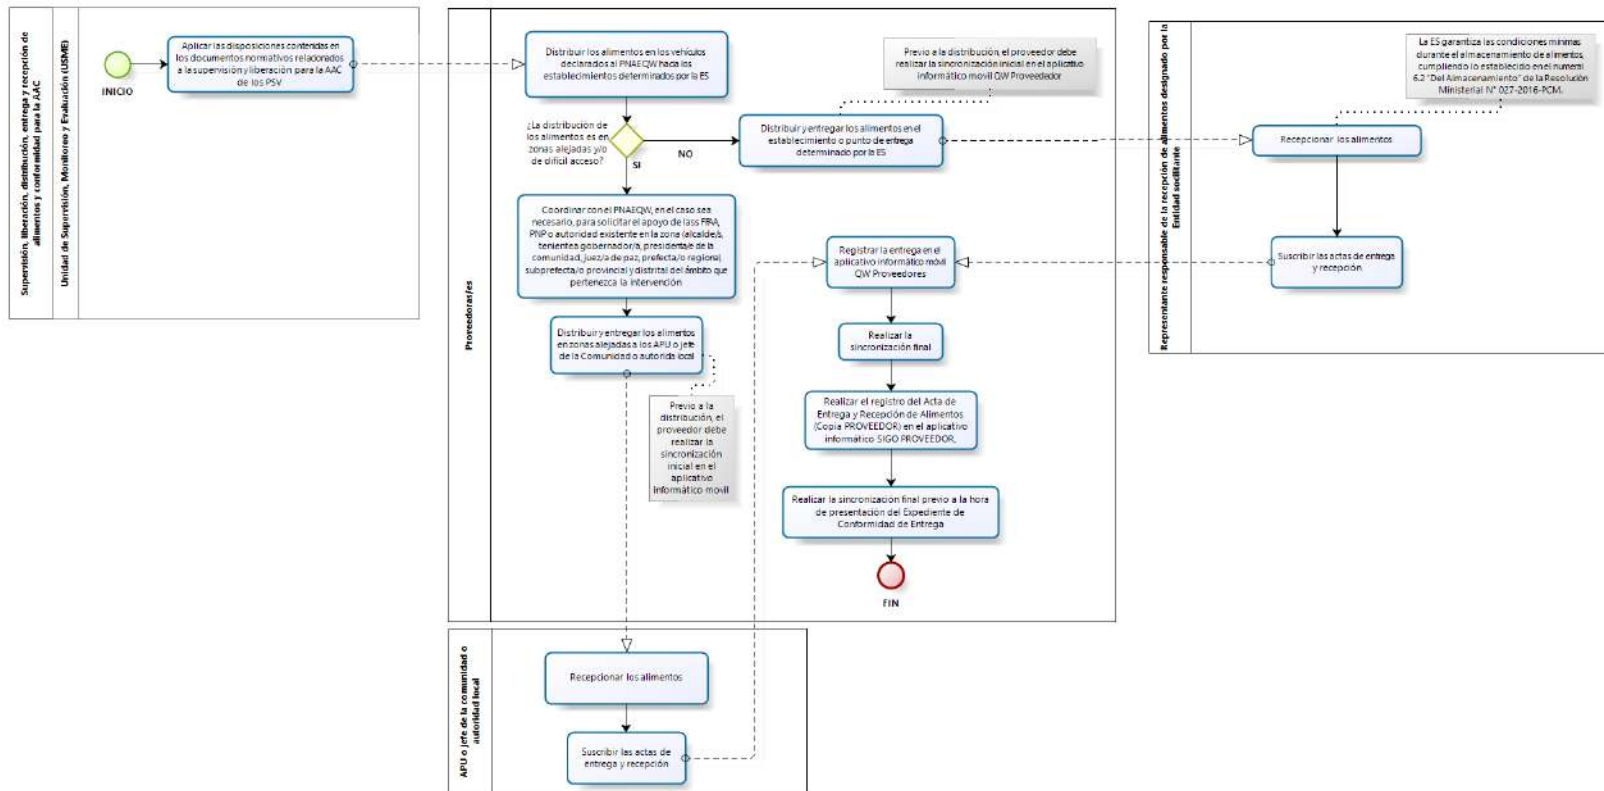 Supervisión, liberación, distribución, entrega y recepción de
alimentos y conformidad para la AAC
Unidad de Supervisión, Monitoreo y Evaluación (USME)
INICIO
Aplicar las disposiciones contenidas en
los documentos normativos relacionados
a la supervisión y liberación para la AAC
de los PSV
Proveedoras/es
Distribuir los alimentos en los vehículos
declarados al PNAEQW hacia los
establecimientos determinados por la ES
¿La distribución de
los alimentos es en
zonas alejadas y/o
de difícil acceso?
SI
NO
Previo a la distribución, el proveedor debe
realizar la sincronización inicial en el aplicativo
informático movil QW Proveedor
Distribuir y entregar los alimentos en el
establecimiento o punto de entrega
determinado por la ES
Coordinar con el PNAEQW, en el caso sea
necesario, para solicitar el apoyo de lass FFAA,
PNP o autoridad existente en la zona (alcalde/s,
tenientea gobernador/a, presidenta/e de la
comunidad, juez/a de paz, prefecta/o regional,
subprefecta/o provincial y distrital del ámbito que
pertenezca la intervención
Distribuir y entregar los alimentos
en zonas alejadas a los APU o jefe
de la Comunidad o autorida local
Previo a la
distribución, el
proveedor debe
realizar la
sincronización
inicial en el
aplicativo
informático movil
Registrar la entrega en el
aplicativo informático móvil
QW Proveedores
Realizar la
sincronización final
Realizar el registro del Acta de
Entrega y Recepción de Alimentos
(Copia PROVEEDOR) en el aplicativo
informático SIGO PROVEEDOR,
Realizar la sincronización final previo a la hora
de presentación del Expediente de
Conformidad de Entrega
FIN
Representante responsable de la recepción de alimentos designado por la
Entidad soclitante
La ES garantiza las condiciones mínimas
durante el almacenamiento de alimentos,
cumpliendo lo establecido en el numeral
6.2 "Del Almacenamiento" de la Resolución
Ministerial N° 027-2016-PCM.
Recepcionar los alimentos
Suscribir las actas de entrega
y recepción
APU o jefe de la comunidad o
autoridad local
Recepcionar los alimentos
Suscribir las actas de
entrega y recepción